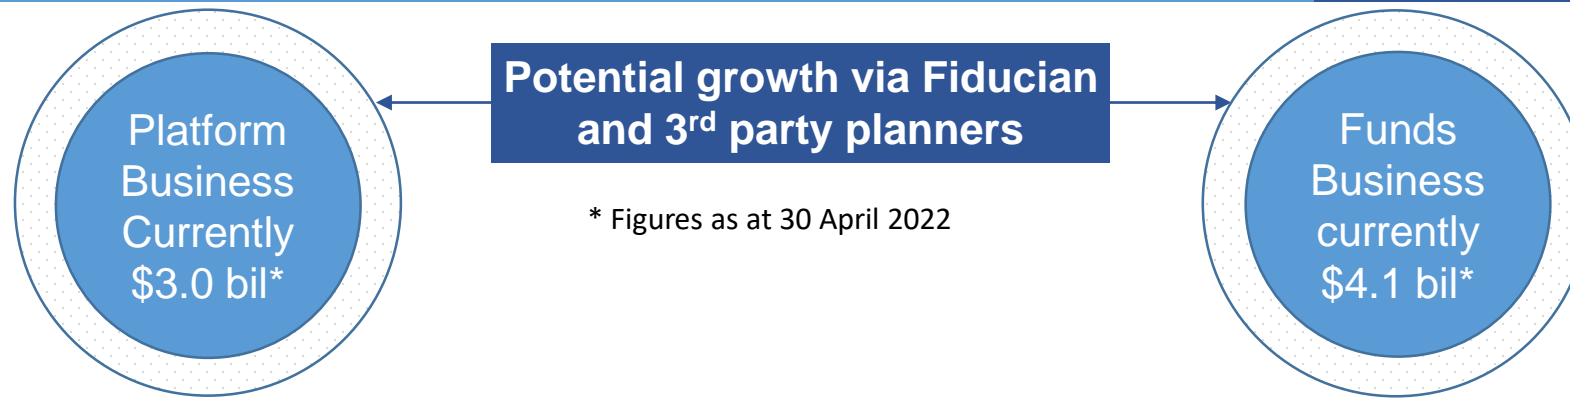 Platform
Business
Currently
$3.0 bil*
Potential growth via Fiducian
and 3rd party planners
* Figures as at 30 April 2022
Funds
Business
currently
$4.1 bil*